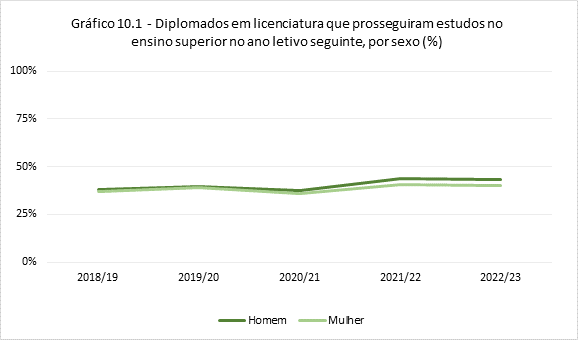 Gráfico 10.1 - Diplomados em licenciatura que prosseguiram estudos no
ensino superior no ano letivo seguinte, por sexo (%)
100%
75%
50%
25%
0%
2018/19 2019/20 2020/21 2021/22 2022/23
Homem Mulher